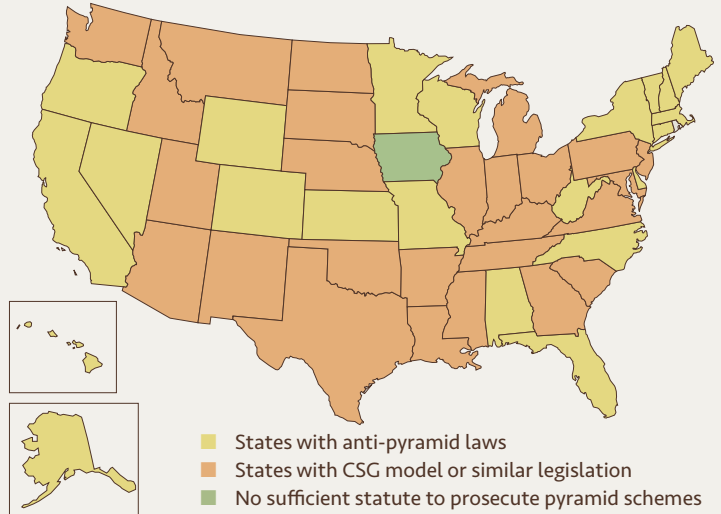 States with anti-pyramid laws
States with CSG model or similar legislation
No sufficient statute to prosecute pyramid schemes